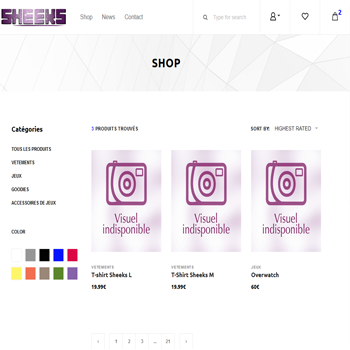 SHEEKS
Shop News Contact
Type for search
2
SHOP
Catégories
TOUS LES PRODUITS
VETEMENTS
JEUX
GOODIES
ACCESSOIRES DE JEUX
COLOR
3 PRODUITS TROUVÉS
SORT BY: HIGHEST RATED
Visuel indisponible
Visuel indisponible
Visuel indisponible
VETEMENTS
T-shirt Sheeks L
19.99€
VETEMENTS
T-Shirt Sheeks M
19.99€
JEUX
Overwatch
60€
< 1 2 3 ... 21 >